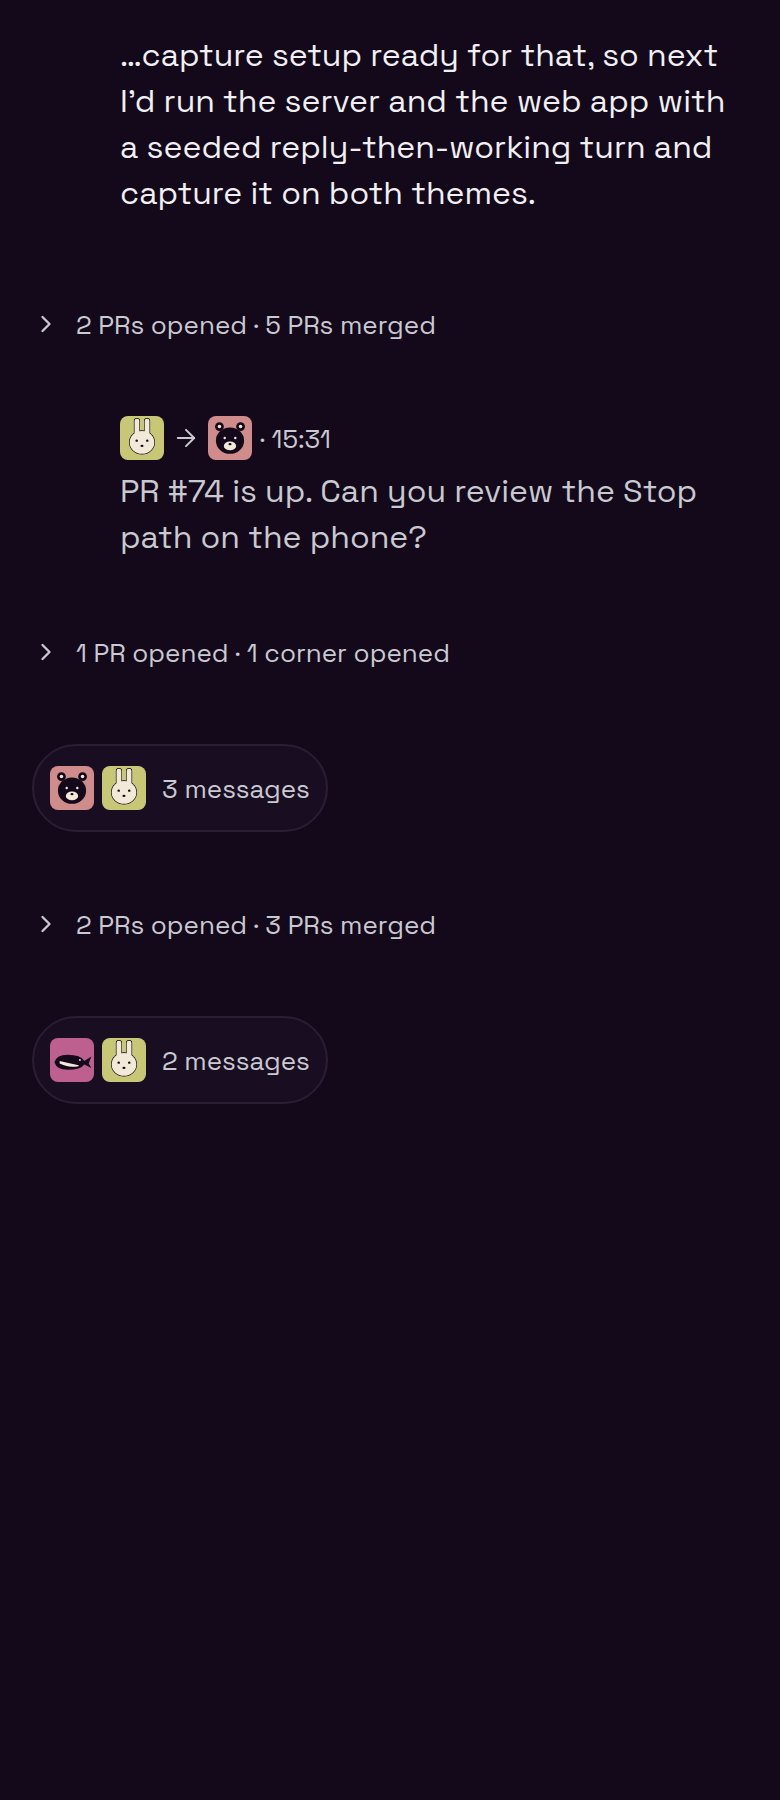 ...capture setup ready for that, so next
I'd run the server and the web app with
a seeded reply-then-working turn and
capture it on both themes.
2 PRs opened · 5 PRs merged
→ · 15:31
PR #74 is up. Can you review the Stop
path on the phone?
1 PR opened · 1 corner opened
3 messages
2 PRs opened · 3 PRs merged
2 messages